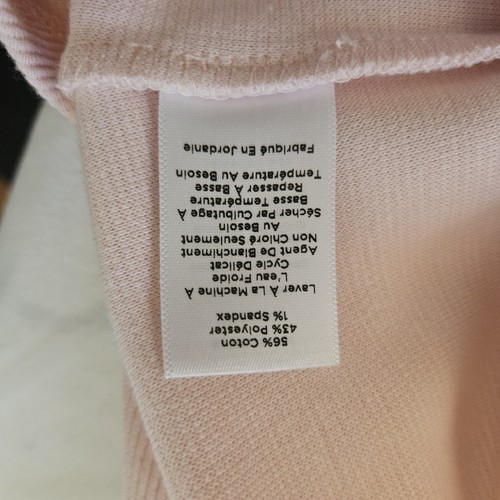 56% Coton
43% Polyester
1% Spandex
Laver À La Machine À
L'eau Froide
Cycle Délicat
Agent De Blanchiment
Non Chloré Seulement
Au Besoin
Sécher Par Culbutage À
Basse Température
Repasser À Basse
Température Au Besoin
Fabriqué En Jordanie